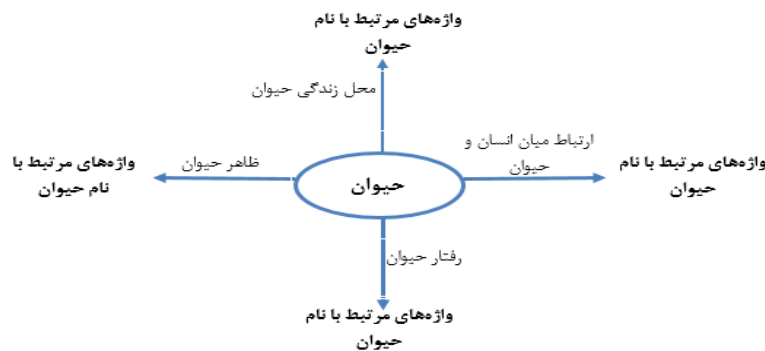 واژه‌های مرتبط با نام
حیوان
محل زندگی حیوان
ارتباط میان انسان و
حیوان
واژه‌های مرتبط با نام
حیوان
حیوان
ظاهر حیوان
واژه‌های مرتبط با
نام حیوان
رفتار حیوان
واژه‌های مرتبط با نام
حیوان